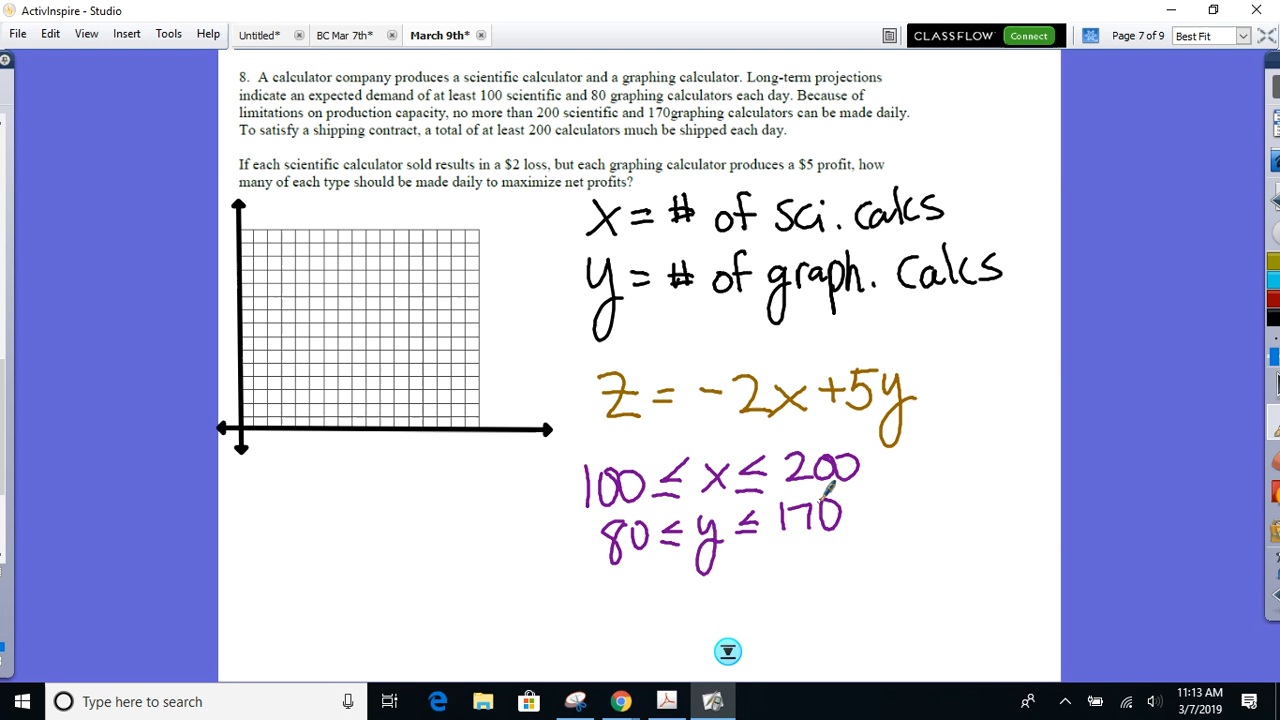 ActivInspire - Studio
File Edit View Insert Tools Help Untitled* BC Mar 7th* March 9th* CLASSFLOW Connect Page 7 of 9 Best Fit
8. A calculator company produces a scientific calculator and a graphing calculator. Long-term projections
indicate an expected demand of at least 100 scientific and 80 graphing calculators each day. Because of
limitations on production capacity, no more than 200 scientific and 170graphing calculators can be made daily.
To satisfy a shipping contract, a total of at least 200 calculators much be shipped each day.
If each scientific calculator sold results in a $2 loss, but each graphing calculator produces a $5 profit, how
many of each type should be made daily to maximize net profits?
x = # of sci. calcs
y = # of graph. calcs
z = -2x +5y
100 ≤ x ≤ 200
80 ≤ y ≤ 170
Type here to search
11:13 AM
3/7/2019